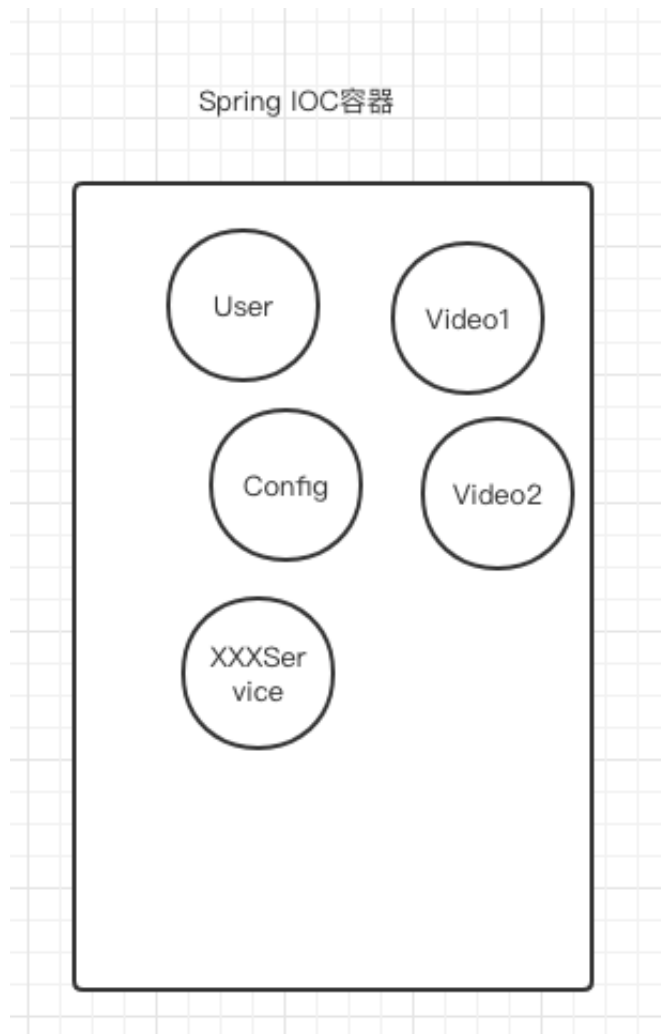 Spring IOC容器
User
Video1
Config
Video2
XXXSer
vice